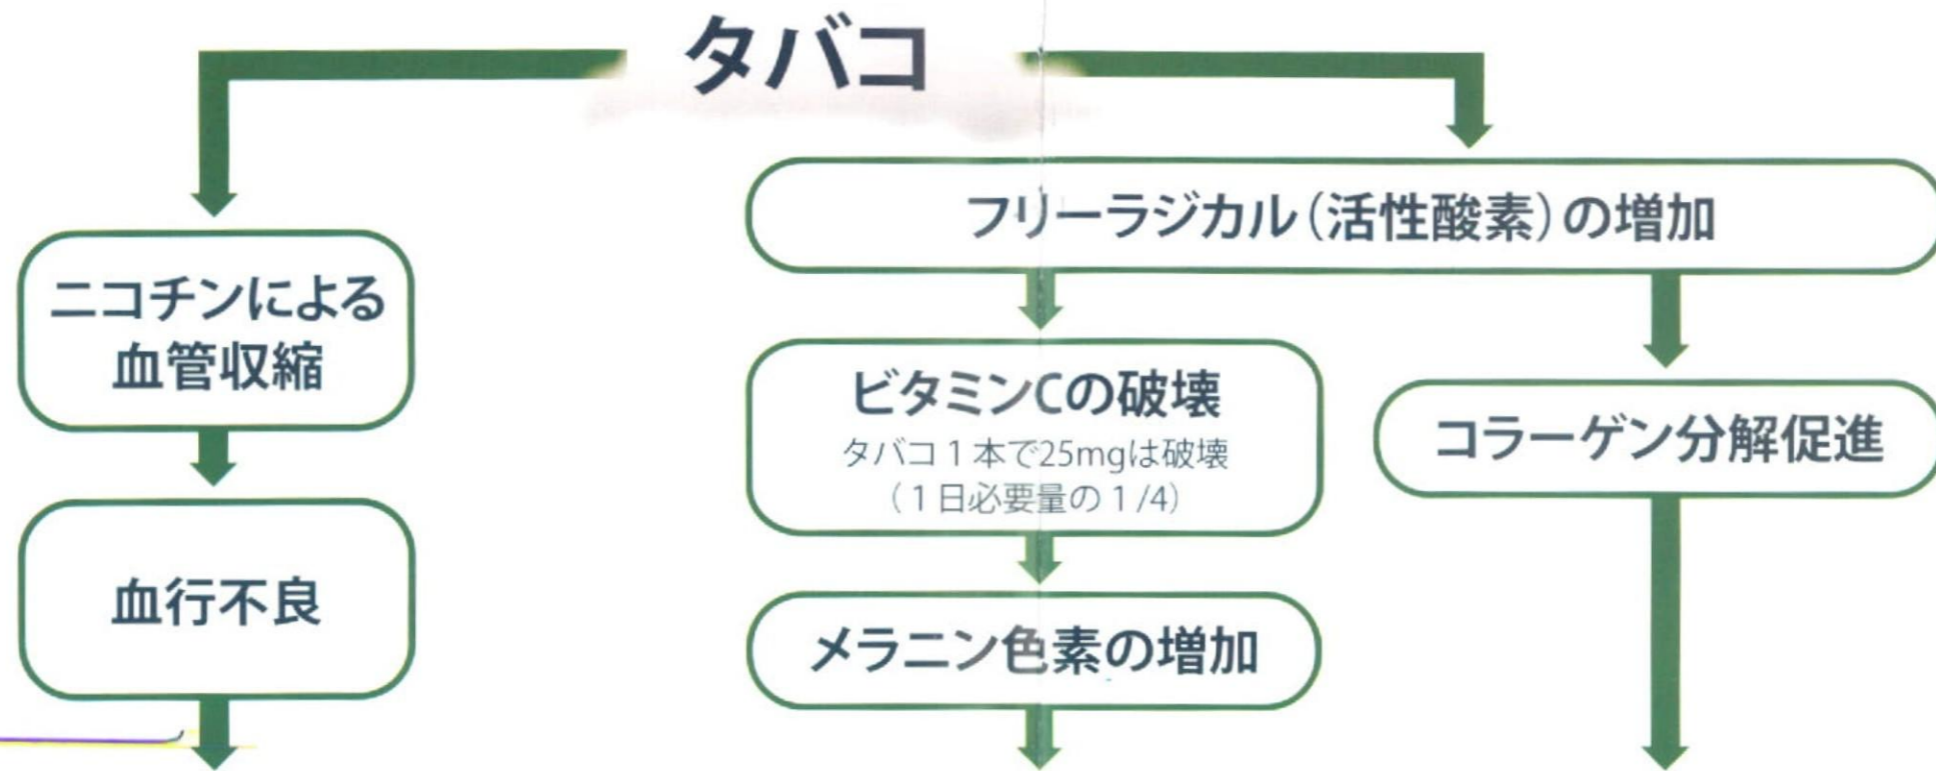 タバコ
ニコチンによる
血管収縮
血行不良
フリーラジカル(活性酸素)の増加
ビタミンCの破壊
タバコ1本で25mgは破壊
(1日必要量の1/4)
メラニン色素の増加
コラーゲン分解促進